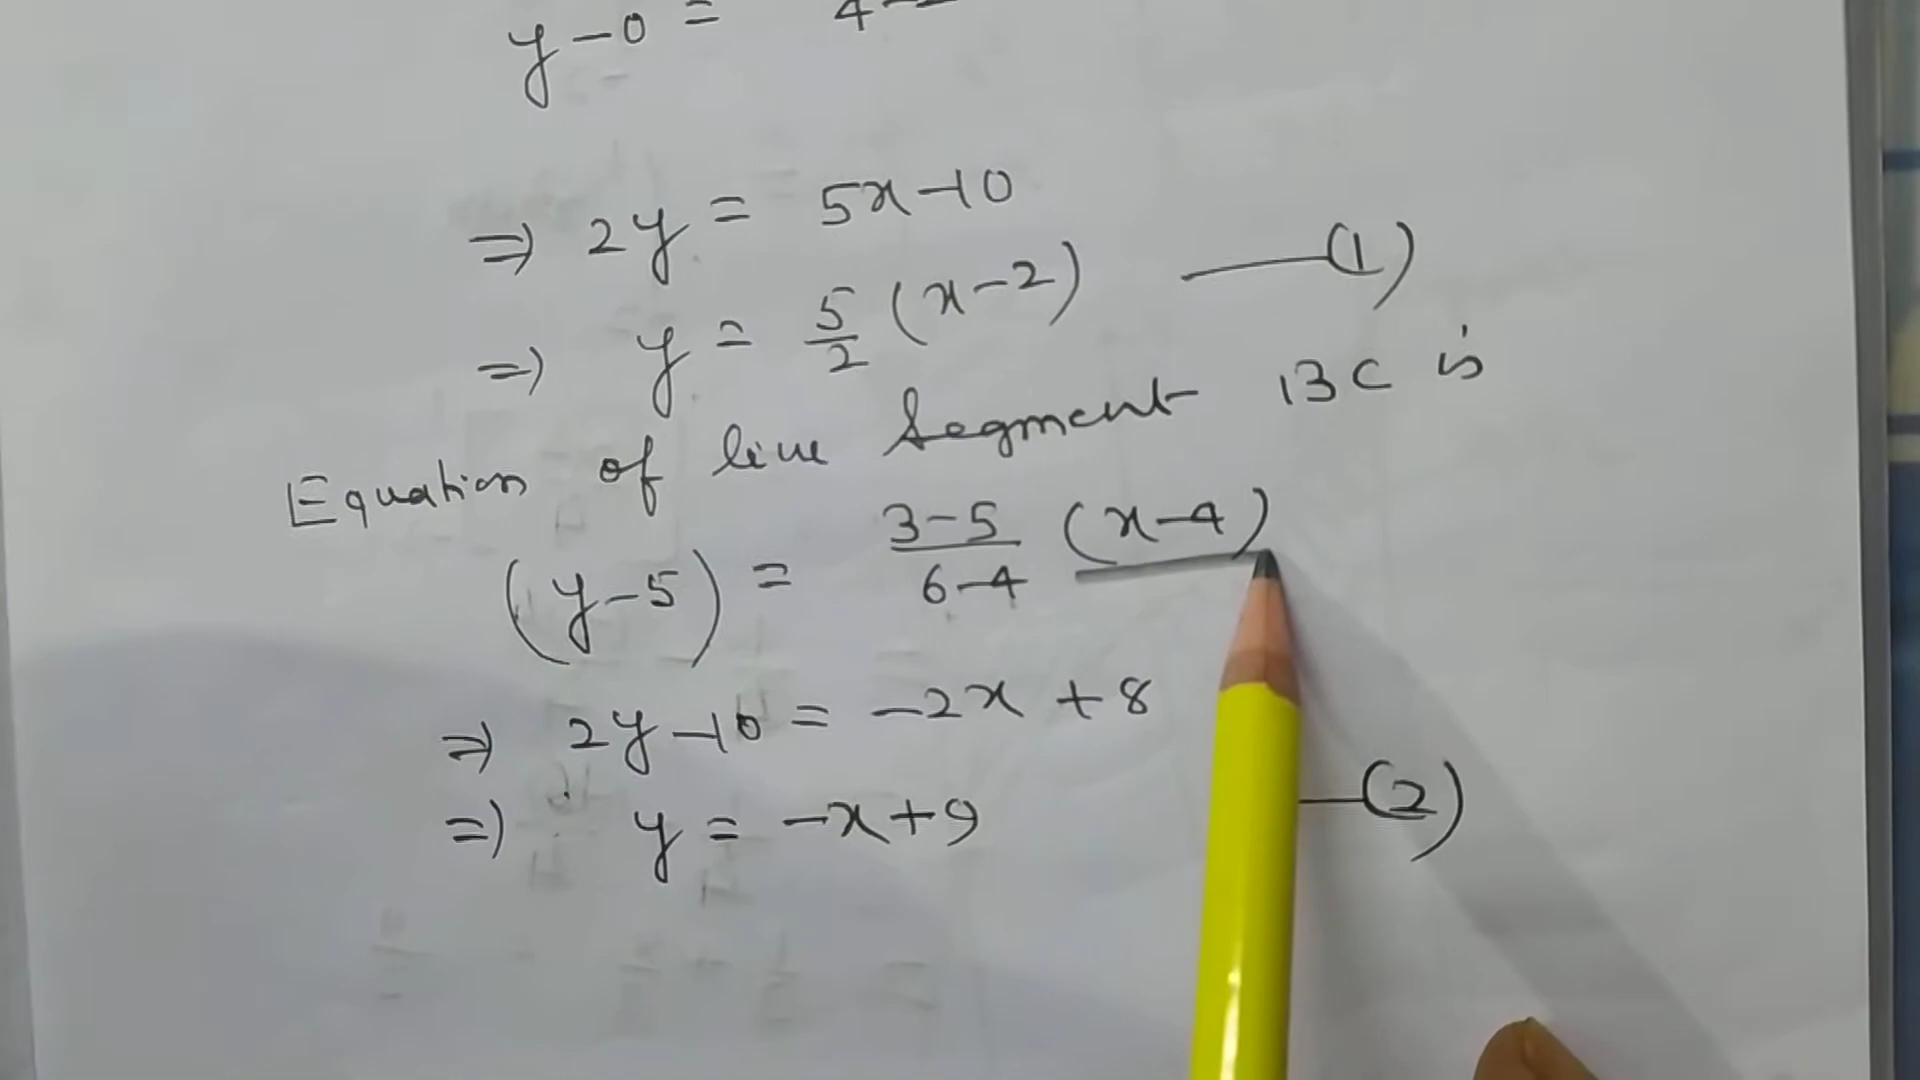 y-0 = 4-
⇒ 2y = 5x-10
⇒ y = 5/2 (x-2) —(1)
Equation of line Segment BC is
(y-5) = 3-5/6-4 (x-4)
⇒ 2y-10 = -2x+8
⇒ y = -x+9 —(2)